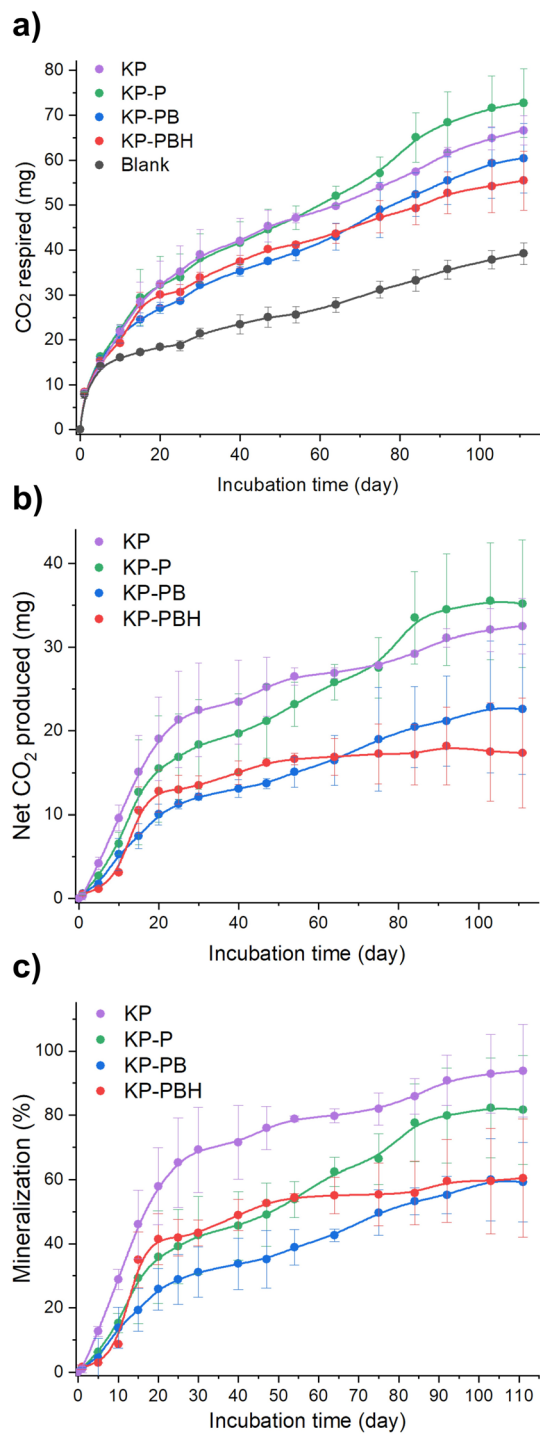 a)
KP
KP-P
KP-PB
KP-PBH
Blank
80
70
60
50
40
30
20
10
0
CO₂ respired (mg)
0 20 40 60 80 100
Incubation time (day)
b)
KP
KP-P
KP-PB
KP-PBH
40
30
20
10
0
Net CO₂ produced (mg)
0 20 40 60 80 100
Incubation time (day)
c)
KP
KP-P
KP-PB
KP-PBH
100
80
60
40
20
0
Mineralization (%)
0 10 20 30 40 50 60 70 80 90 100 110
Incubation time (day)